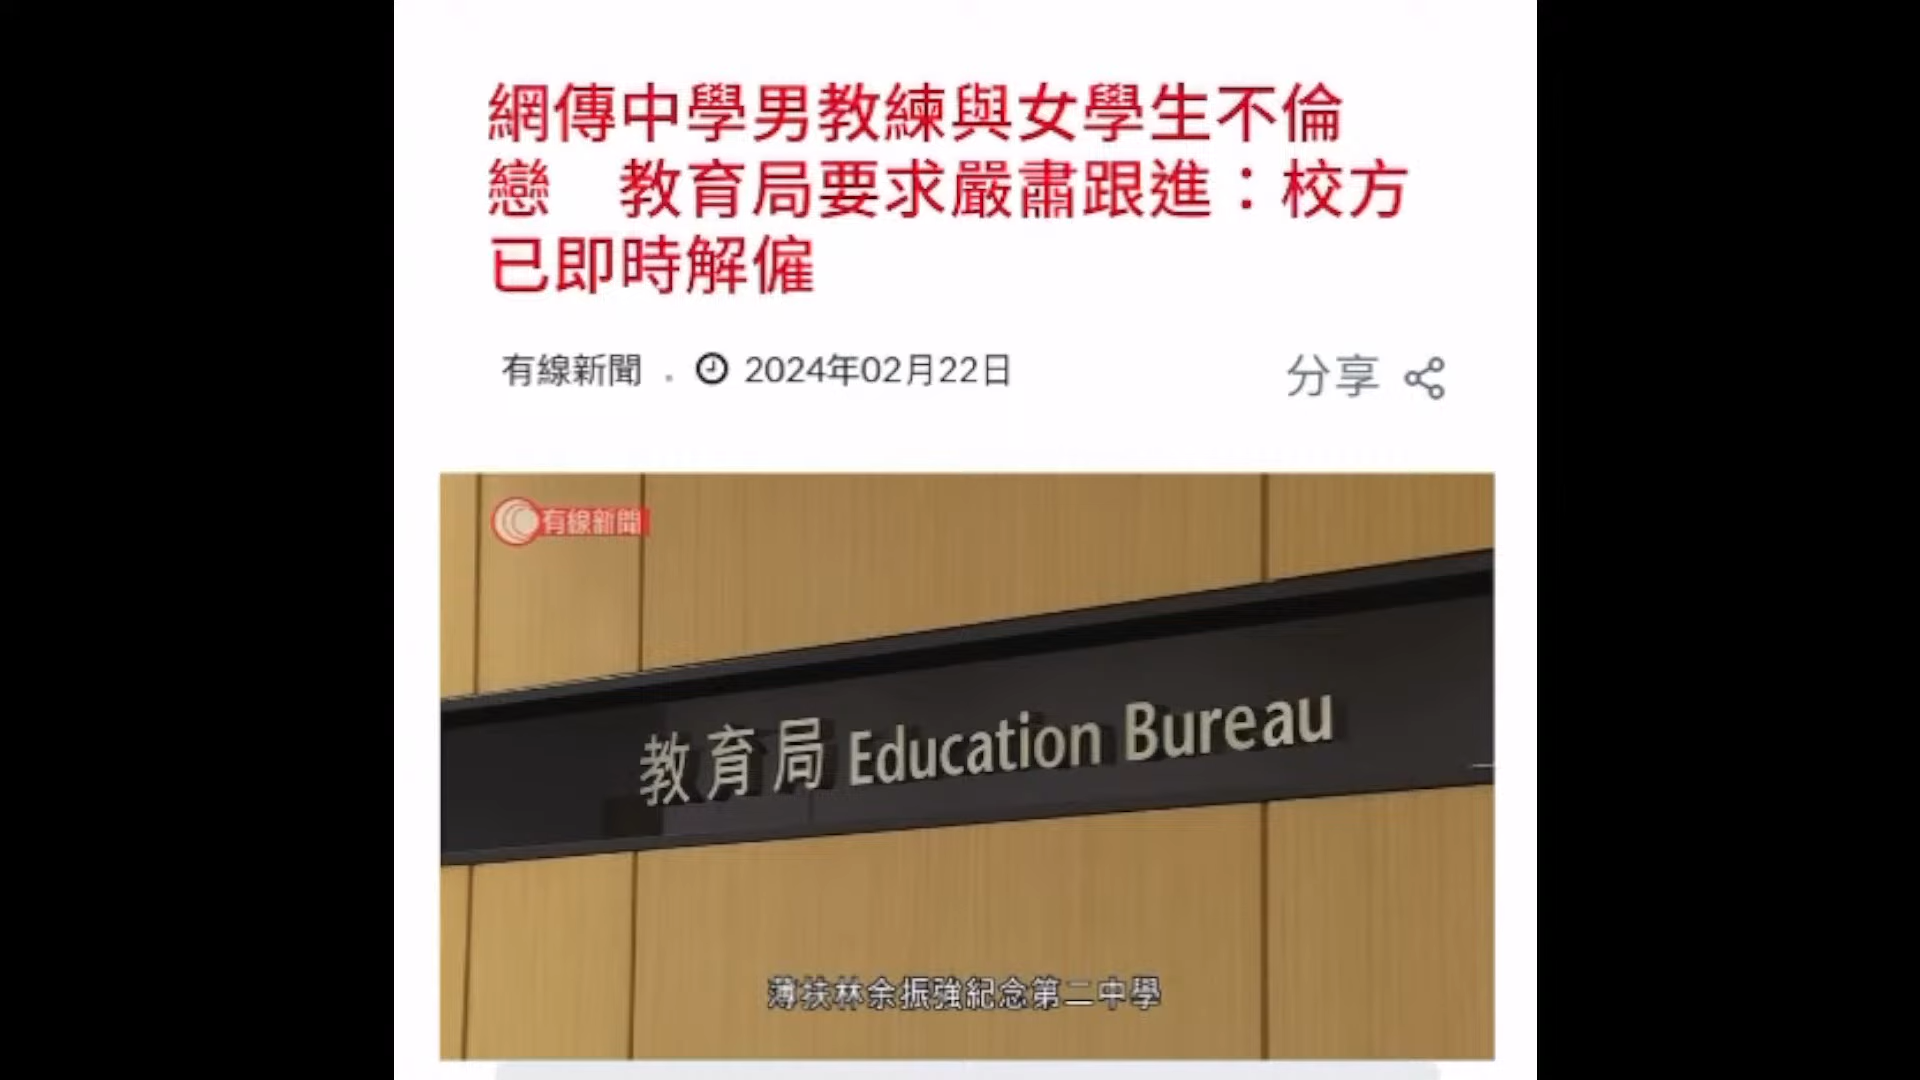 網傳中學男教練與女學生不倫
戀　教育局要求嚴肅跟進：校方
已即時解僱
有線新聞 . 2024年02月22日
分享
有線新聞
教育局 Education Bureau
薄扶林余振強紀念第二中學